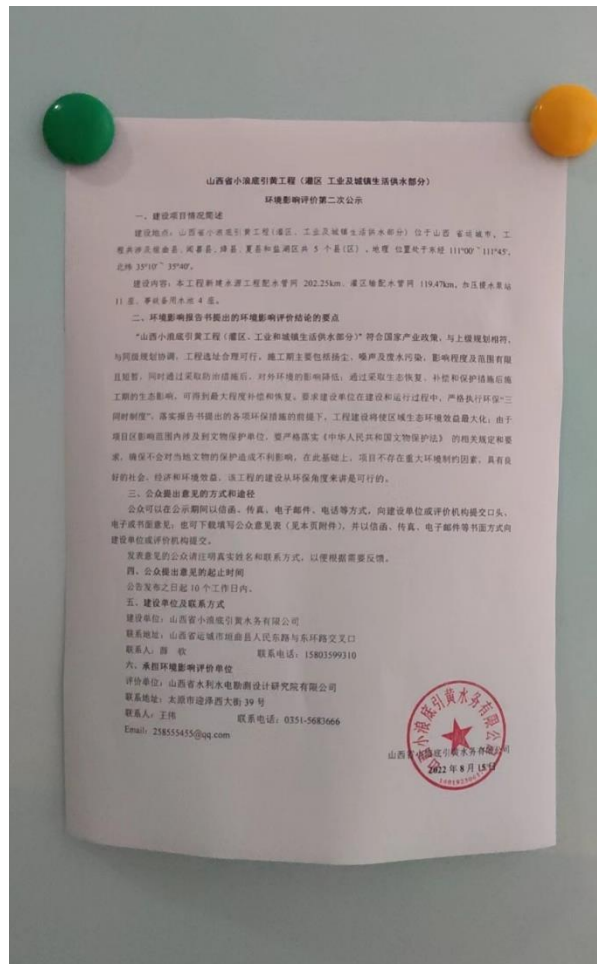 山西省小浪底引黄工程（灌区 工业及城镇生活供水部分）
环境影响评价第二次公示
一、建设项目情况简述
建设地点：山西省小浪底引黄工程（灌区、工业及城镇生活供水部分）位于山西 省运城市，工
程共涉及垣曲县、闻喜县、绛县、夏县和盐湖区共 5 个县(区)。地理 位置处于东经 111°00′~111°45′，
北纬 35°10′~ 35°40′。
建设内容：本工程新建水源工程配水管网 202.25km，灌区输配水管网 119.47km，加压提水泵站
11 座，事故备用水池 4 座。
二、环境影响报告书提出的环境影响评价结论的要点
“山西小浪底引黄工程（灌区、工业和城镇生活供水部分）”符合国家产业政策，与上级规划相符，
与同级规划协调，工程选址合理可行。施工期主要包括扬尘、噪声及废水污染，影响程度及范围有限
且短暂，同时通过采取防治措施后，对外环境的影响降低；通过采取生态恢复、补偿和保护措施后施
工期的生态影响，可得到最大程度补偿和恢复。要求建设单位在建设和运行过程中，严格执行环保“三
同时制度”，落实报告书提出的各项环保措施的前提下，工程建设将使区域生态环境效益最大化；由于
项目区影响范围内涉及到文物保护单位，要严格落实《中华人民共和国文物保护法》 的相关规定和要
求，确保不会对当地文物的保护造成不利影响，在此基础上，项目不存在重大环境制约因素，具有良
好的社会、经济和环境效益，该工程的建设从环保角度来讲是可行的。
三、公众提出意见的方式和途径
公众可以在公示期间以信函、传真、电子邮件、电话等方式，向建设单位或评价机构提交口头、
电子或书面意见；也可下载填写公众意见表（见本页附件），并以信函、传真、电子邮件等书面方式向
建设单位或评价机构提交。
发表意见的公众请注明真实姓名和联系方式，以便根据需要反馈。
四、公众提出意见的起止时间
公告发布之日起 10 个工作日内。
五、建设单位及联系方式
建设单位：山西省小浪底引黄水务有限公司
联系地址：山西省运城市垣曲县人民东路与东环路交叉口
联系人：薛 收 联系电话：15803599310
六、承担环境影响评价单位
评价单位：山西省水利水电勘测设计研究院有限公司
联系地址：太原市迎泽西大街 39 号
联系人：王伟 联系电话：0351-5683666
Email：258555455@qq.com
山西省小浪底引黄水务有限公司
2022 年 8 月 15 日
山西小浪底引黄水务有限公司